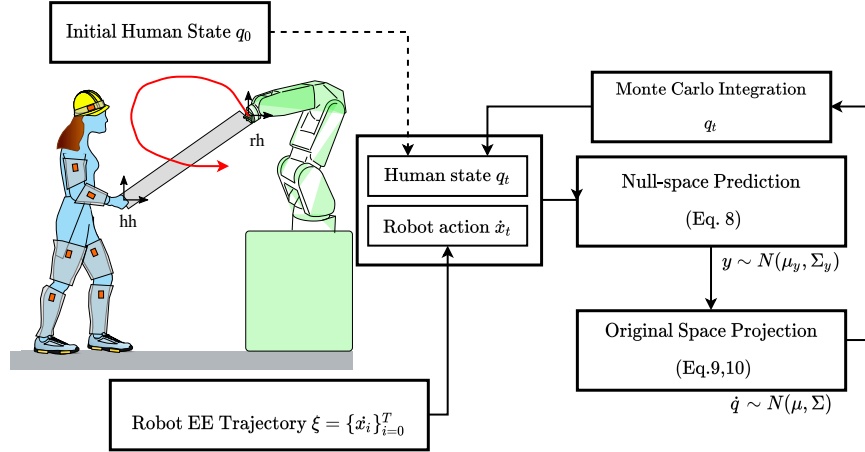 Initial Human State $q_0$
rh
hh
Monte Carlo Integration
$q_t$
Human state $q_t$
Robot action $\dot{x}_t$
Null-space Prediction
(Eq. 8)
$y \sim N(\mu_y, \Sigma_y)$
Original Space Projection
(Eq.9,10)
$\dot{q} \sim N(\mu, \Sigma)$
Robot EE Trajectory $\xi = \{\dot{x}_i\}_{i=0}^{T}$